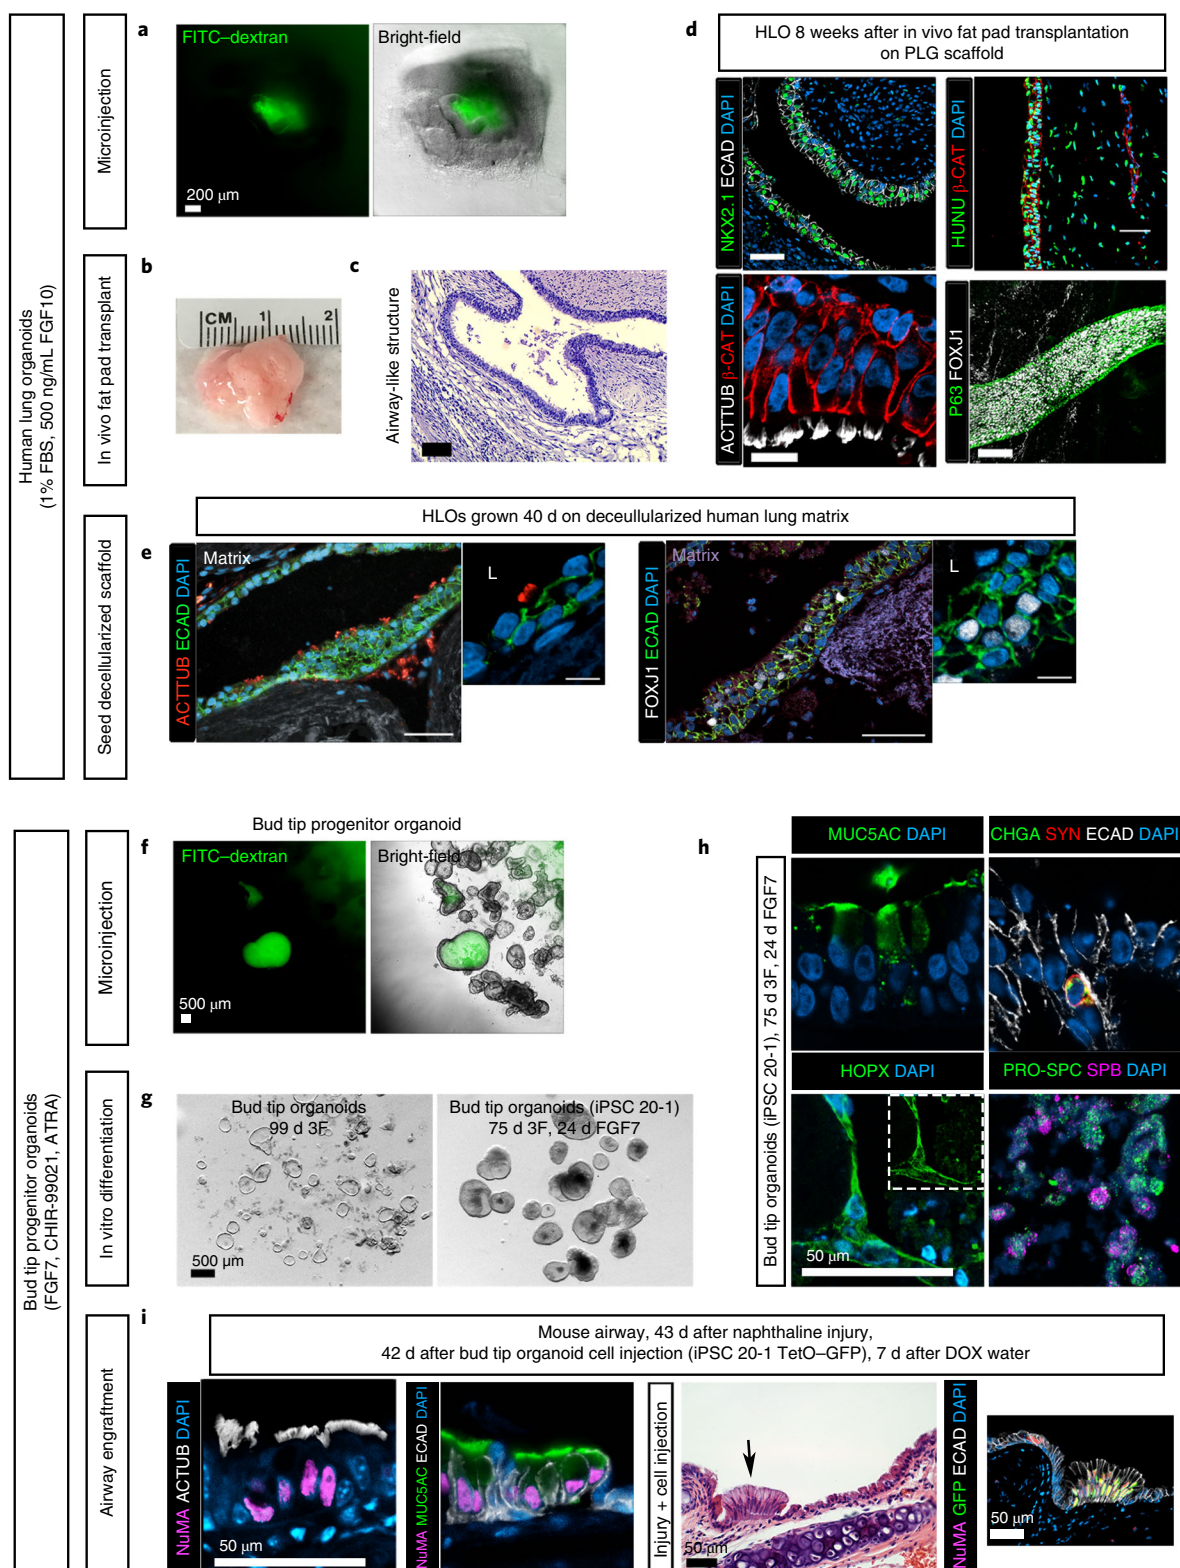 Human lung organoids
(1% FBS, 500 ng/mL FGF10)
Microinjection
In vivo fat pad transplant
Seed decellularized scaffold
a
FITC–dextran
Bright-field
200 μm
b
CM 1 2
c
Airway-like structure
d
HLO 8 weeks after in vivo fat pad transplantation
on PLG scaffold
NKX2.1 ECAD DAPI
HUNU β-CAT DAPI
ACTTUB β-CAT DAPI
P63 FOXJ1
HLOs grown 40 d on deceullularized human lung matrix
e
ACTTUB ECAD DAPI
Matrix
L
FOXJ1 ECAD DAPI
Matrix
L
Bud tip progenitor organoids
(FGF7, CHIR-99021, ATRA)
Microinjection
In vitro differentiation
Airway engraftment
Bud tip progenitor organoid
f
FITC–dextran
Bright-field
500 μm
g
Bud tip organoids
99 d 3F
500 μm
Bud tip organoids (iPSC 20-1)
75 d 3F, 24 d FGF7
h
Bud tip organoids (iPSC 20-1), 75 d 3F, 24 d FGF7
MUC5AC DAPI
CHGA SYN ECAD DAPI
HOPX DAPI
50 μm
PRO-SPC SPB DAPI
i
Mouse airway, 43 d after naphthaline injury,
42 d after bud tip organoid cell injection (iPSC 20-1 TetO–GFP), 7 d after DOX water
NuMA ACTUB DAPI
50 μm
NuMA MUC5AC ECAD DAPI
Injury + cell injection
50 μm
NuMA GFP ECAD DAPI
50 μm